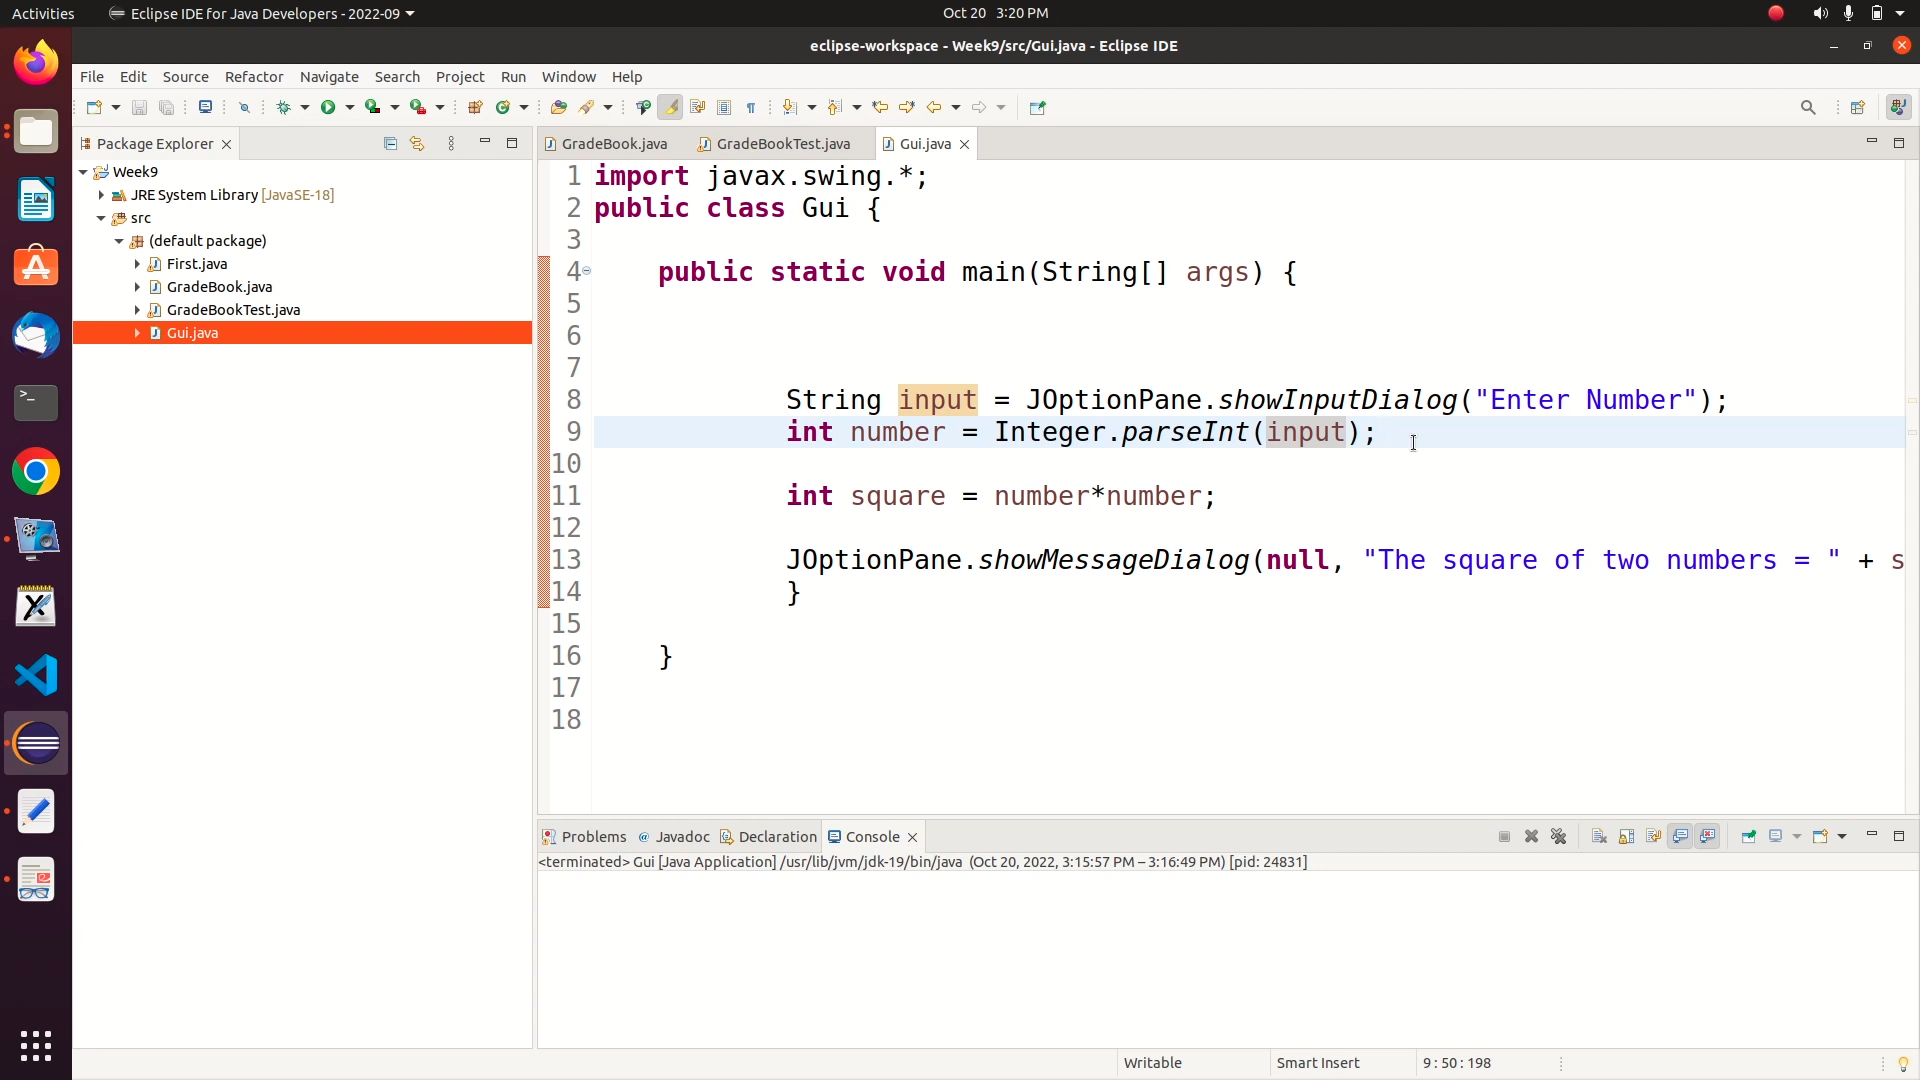 Activities Eclipse IDE for Java Developers - 2022-09 Oct 20 3:20 PM
eclipse-workspace - Week9/src/Gui.java - Eclipse IDE
File Edit Source Refactor Navigate Search Project Run Window Help
Package Explorer
Week9
JRE System Library [JavaSE-18]
src
(default package)
First.java
GradeBook.java
GradeBookTest.java
Gui.java
GradeBook.java GradeBookTest.java Gui.java
1 import javax.swing.*;
2 public class Gui {
3
4 public static void main(String[] args) {
5
6
7
8 String input = JOptionPane.showInputDialog("Enter Number");
9 int number = Integer.parseInt(input);
10
11 int square = number*number;
12
13 JOptionPane.showMessageDialog(null, "The square of two numbers = " + s
14 }
15
16 }
17
18
Problems Javadoc Declaration Console
<terminated> Gui [Java Application] /usr/lib/jvm/jdk-19/bin/java (Oct 20, 2022, 3:15:57 PM – 3:16:49 PM) [pid: 24831]
Writable Smart Insert 9 : 50 : 198